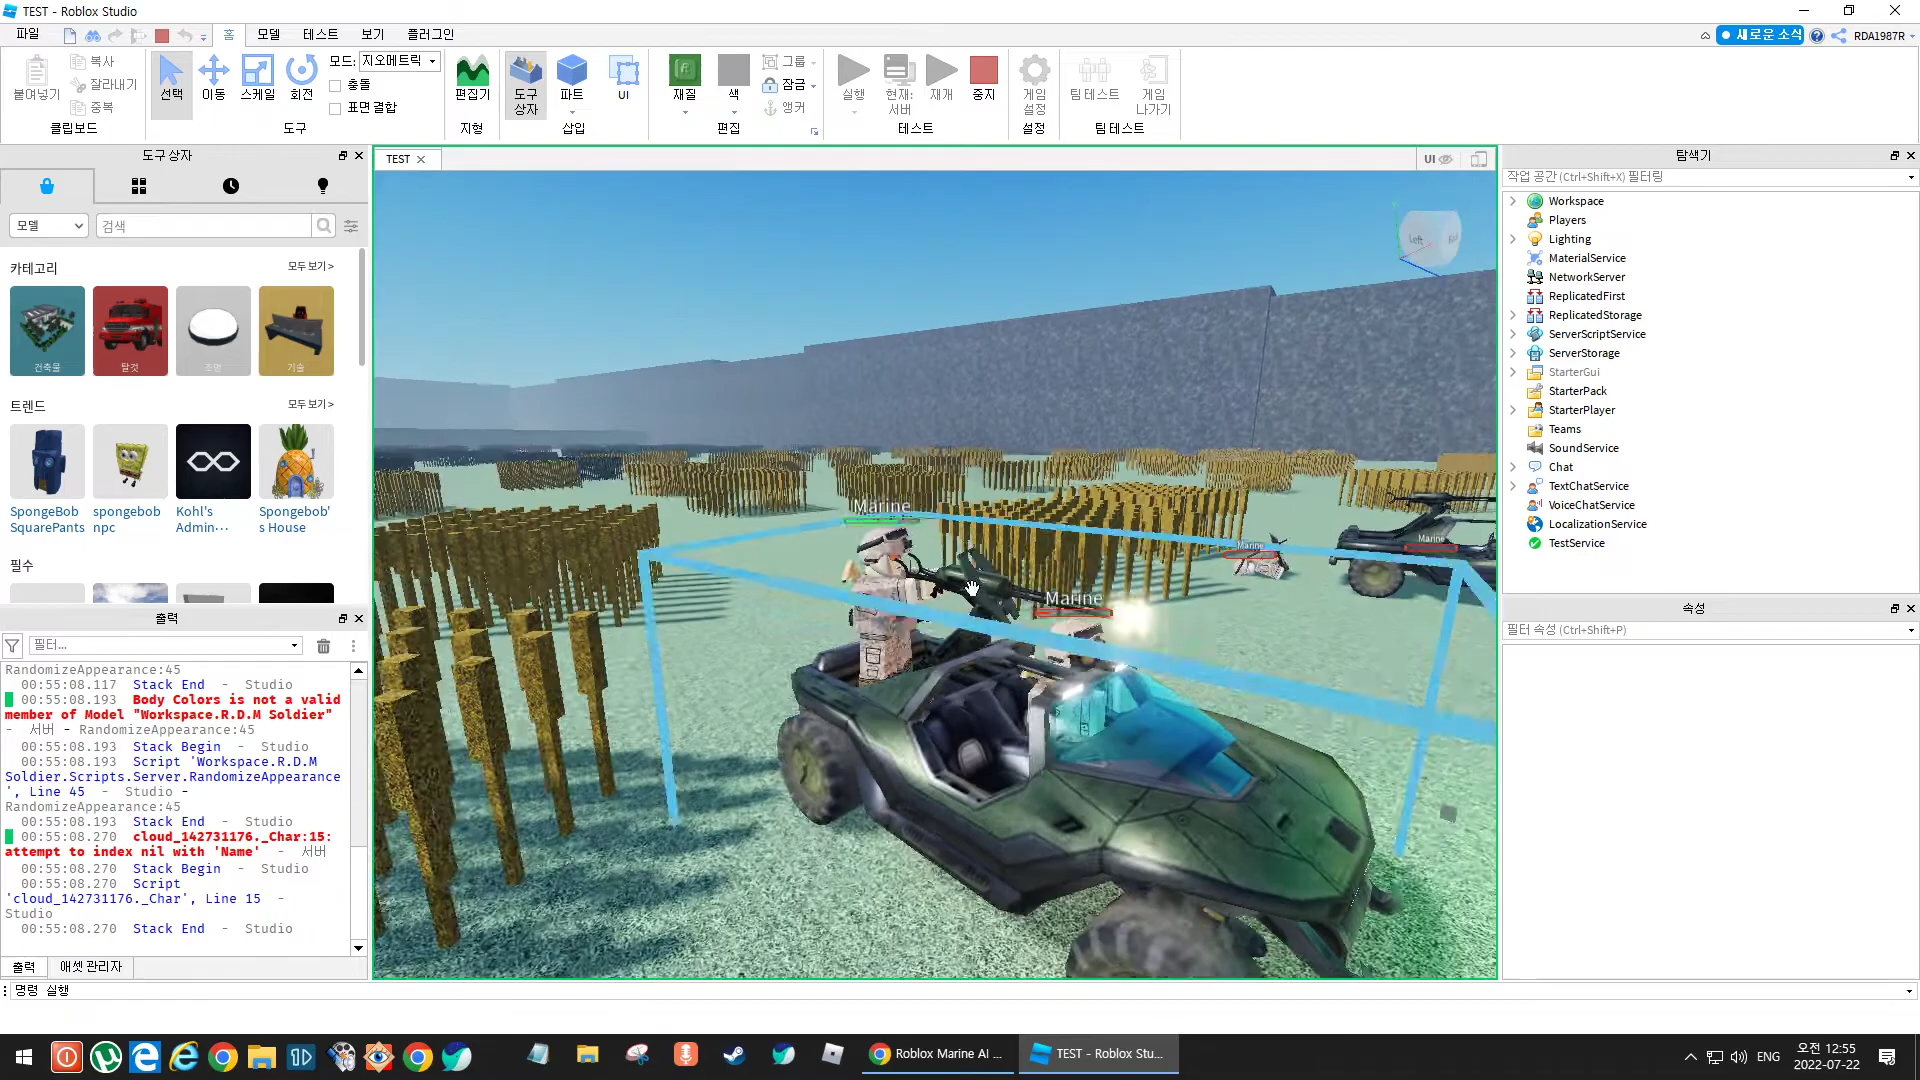 TEST - Roblox Studio
파일
홈
모델
테스트
보기
플러그인
새로운 소식
RDA1987R
붙여넣기
복사
잘라내기
중복
클립보드
선택
이동
스케일
회전
모드: 지오메트릭
충돌
표면 결합
도구
편집기
지형
도구 상자
파트
UI
삽입
재질
색
그룹
잠금
앵커
편집
실행
현재: 서버
재개
중지
테스트
게임 설정
설정
팀 테스트
게임 나가기
팀 테스트
도구 상자
모델
검색
카테고리
모두 보기 >
건축물
탈것
조명
기술
트렌드
모두 보기 >
SpongeBob SquarePants
spongebob npc
Kohl's Admin···
Spongebob's House
필수
출력
필터...
RandomizeAppearance:45
00:55:08.117 Stack End - Studio
00:55:08.193 Body Colors is not a valid
member of Model "Workspace.R.D.M Soldier"
- 서버 - RandomizeAppearance:45
00:55:08.193 Stack Begin - Studio
00:55:08.193 Script 'Workspace.R.D.M
Soldier.Scripts.Server.RandomizeAppearance
', Line 45 - Studio -
RandomizeAppearance:45
00:55:08.193 Stack End - Studio
00:55:08.270 cloud_142731176._Char:15:
attempt to index nil with 'Name' - 서버
00:55:08.270 Stack Begin - Studio
00:55:08.270 Script
'cloud_142731176._Char', Line 15 -
Studio
00:55:08.270 Stack End - Studio
출력
애셋 관리자
명령 실행
TEST
UI
Left
Marine
Marine
Marine
Marine
탐색기
작업 공간 (Ctrl+Shift+X) 필터링
Workspace
Players
Lighting
MaterialService
NetworkServer
ReplicatedFirst
ReplicatedStorage
ServerScriptService
ServerStorage
StarterGui
StarterPack
StarterPlayer
Teams
SoundService
Chat
TextChatService
VoiceChatService
LocalizationService
TestService
속성
필터 속성 (Ctrl+Shift+P)
Roblox Marine AI ...
TEST - Roblox Stu...
ENG
오전 12:55
2022-07-22